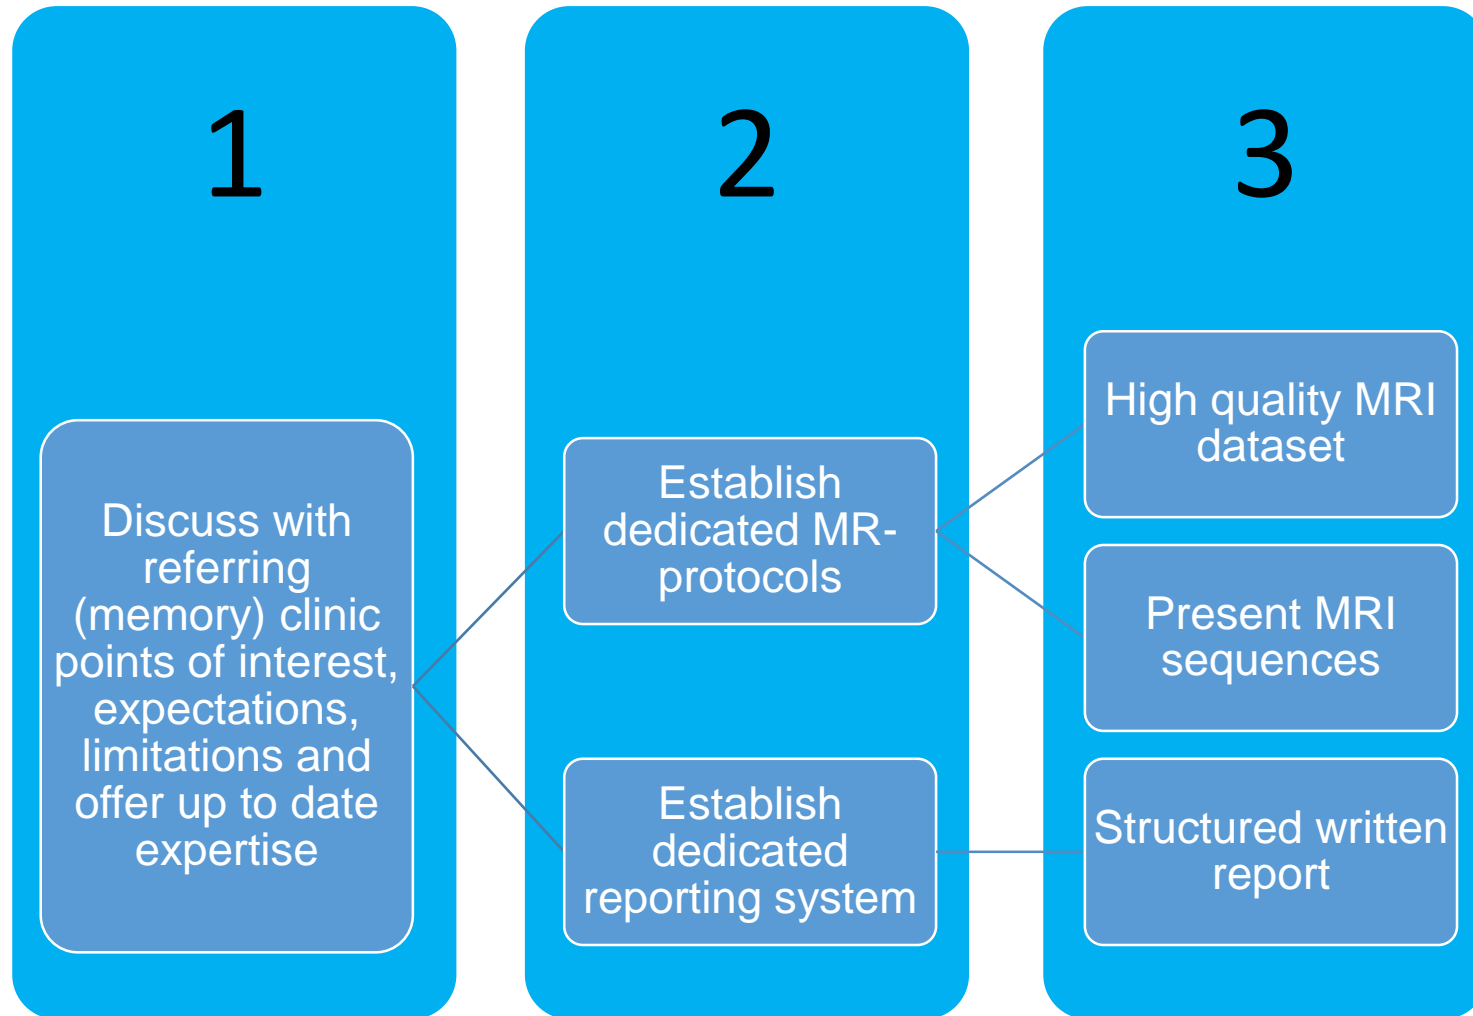 1
Discuss with
referring
(memory) clinic
points of interest,
expectations,
limitations and
offer up to date
expertise
2
Establish
dedicated MR-
protocols
Establish
dedicated
reporting system
3
High quality MRI
dataset
Present MRI
sequences
Structured written
report